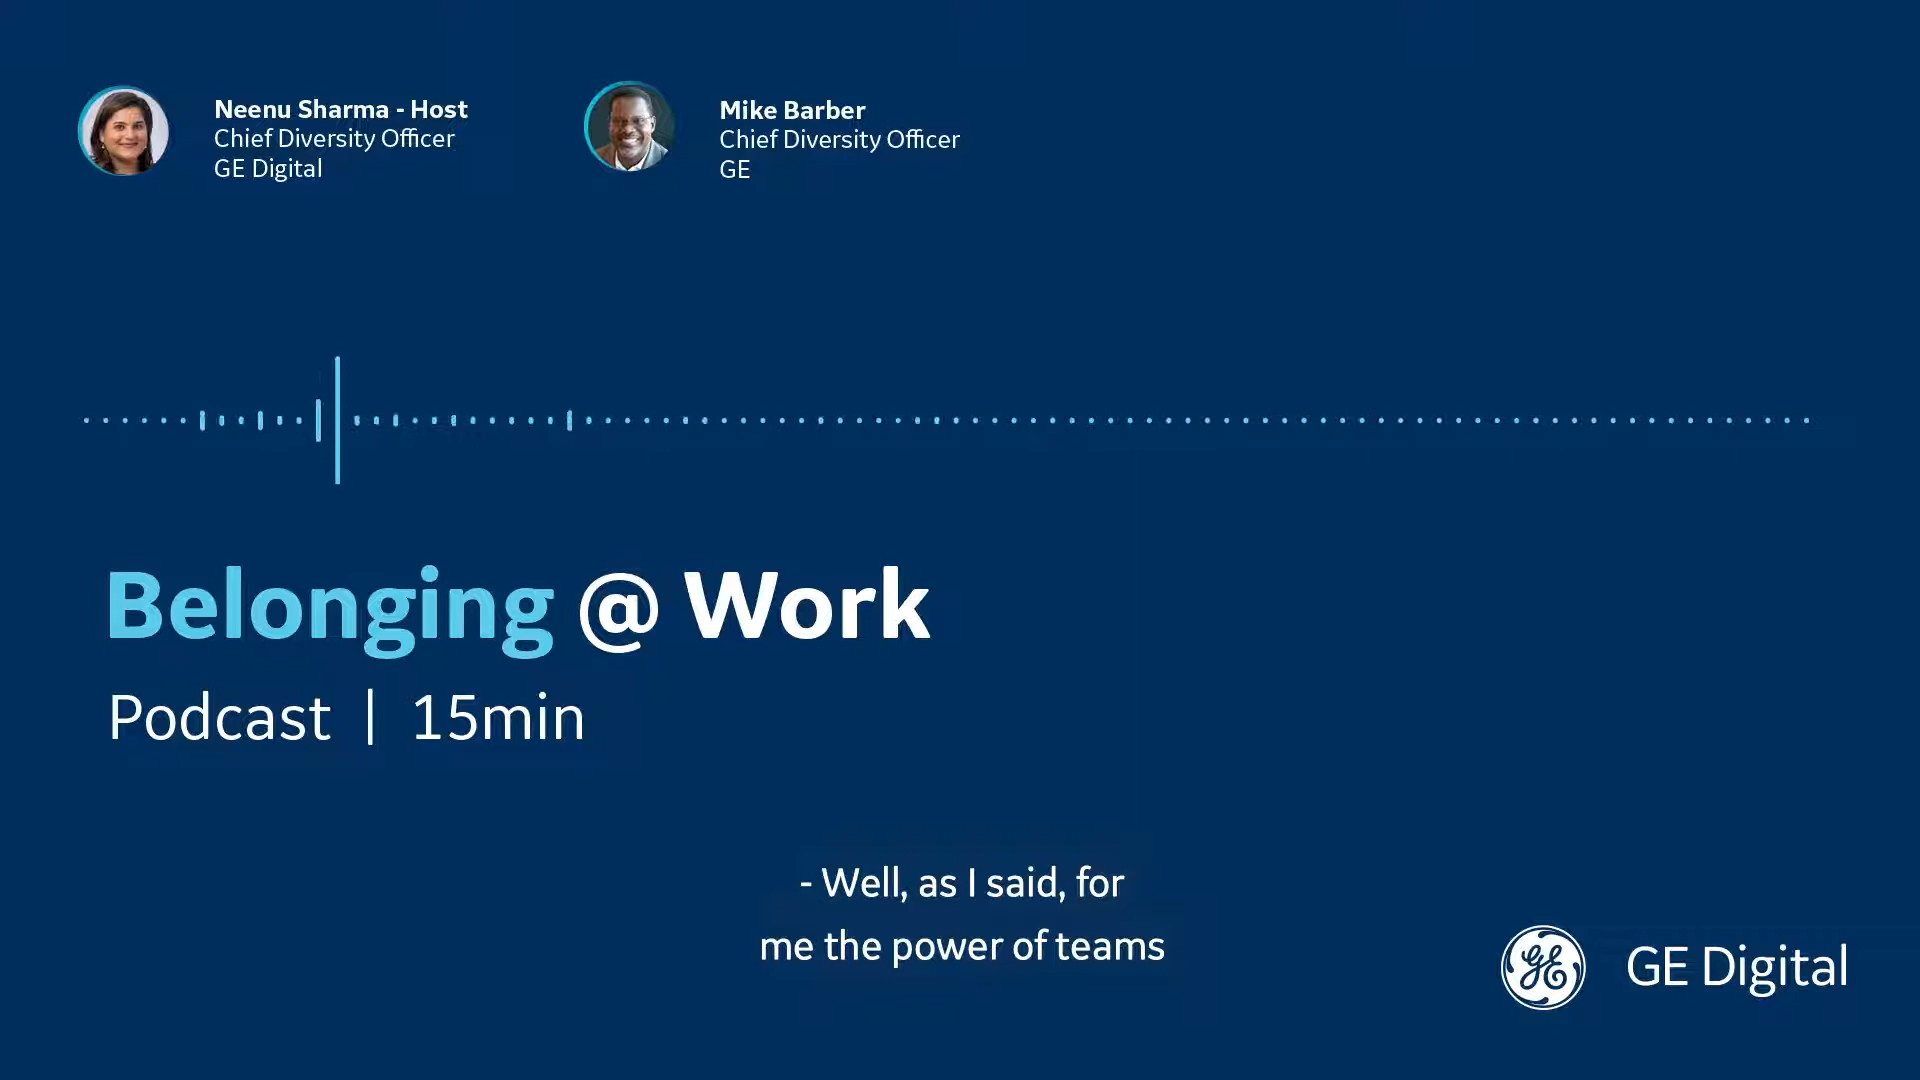 Neenu Sharma - Host
Chief Diversity Officer
GE Digital
Mike Barber
Chief Diversity Officer
GE
Belonging @ Work
Podcast | 15min
- Well, as I said, for
me the power of teams
GE
GE Digital